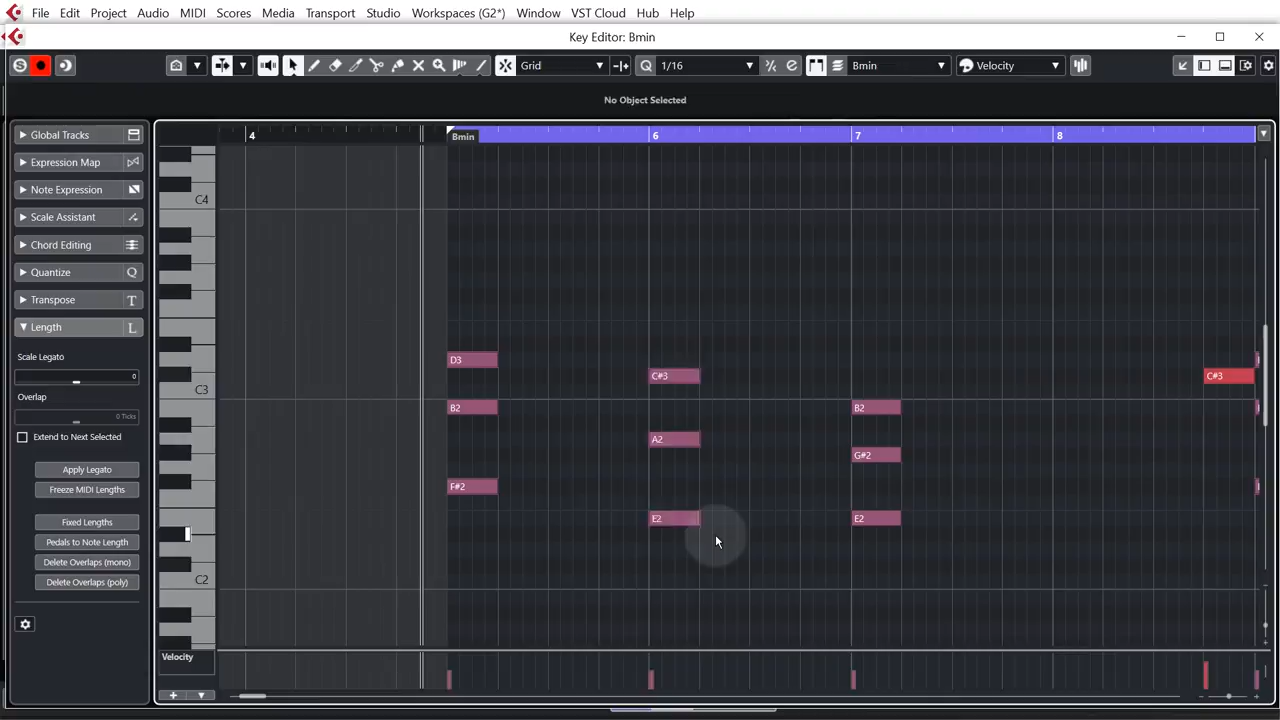 File Edit Project Audio MIDI Scores Media Transport Studio Workspaces (G2*) Window VST Cloud Hub Help
Key Editor: Bmin
S Grid Q 1/16 Bmin Velocity
No Object Selected
Global Tracks
Expression Map
Note Expression
Scale Assistant
Chord Editing
Quantize Q
Transpose T
Length L
Scale Legato
0
Overlap
0 Ticks
Extend to Next Selected
Apply Legato
Freeze MIDI Lengths
Fixed Lengths
Pedals to Note Length
Delete Overlaps (mono)
Delete Overlaps (poly)
4 Bmin 6 7 8
C4
D3
C3 C#3 C#3
B2 B2
A2
G#2
F#2
E2 E2
C2
Velocity